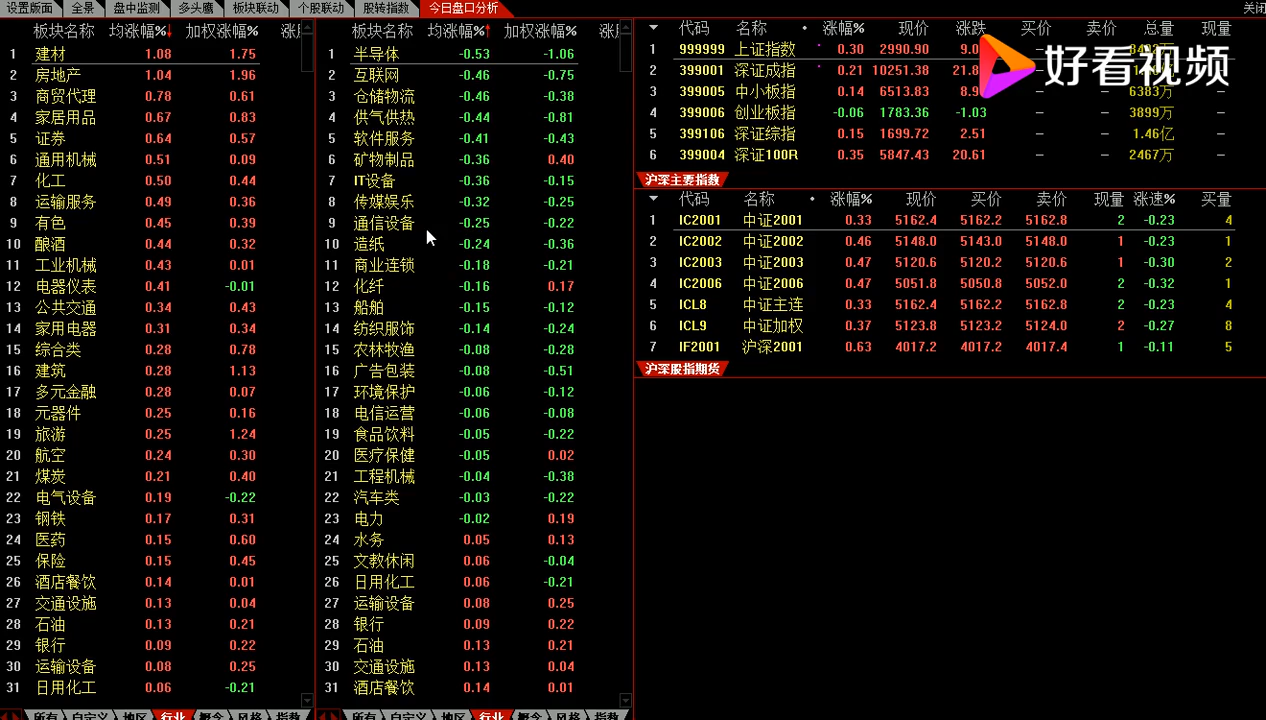 设置版面 全景 盘中监测 多头鹰 板块联动 个股联动 股转指数 今日盘口分析 关闭
板块名称 均涨幅%↓ 加权涨幅% 涨
1 建材 1.08 1.75
2 房地产 1.04 1.96
3 商贸代理 0.78 0.61
4 家居用品 0.67 0.83
5 证券 0.64 0.57
6 通用机械 0.51 0.09
7 化工 0.50 0.44
8 运输服务 0.49 0.36
9 有色 0.45 0.39
10 酿酒 0.44 0.32
11 工业机械 0.43 0.01
12 电器仪表 0.41 -0.01
13 公共交通 0.34 0.43
14 家用电器 0.31 0.34
15 综合类 0.28 0.78
16 建筑 0.28 1.13
17 多元金融 0.28 0.07
18 元器件 0.25 0.16
19 旅游 0.25 1.24
20 航空 0.24 0.30
21 煤炭 0.21 0.40
22 电气设备 0.19 -0.22
23 钢铁 0.17 0.31
24 医药 0.15 0.60
25 保险 0.15 0.45
26 酒店餐饮 0.14 0.01
27 交通设施 0.13 0.04
28 石油 0.13 0.21
29 银行 0.09 0.22
30 运输设备 0.08 0.25
31 日用化工 0.06 -0.21
所有 自定义 地区 行业 概念 风格 指数
板块名称 均涨幅%↑ 加权涨幅% 涨
1 半导体 -0.53 -1.06
2 互联网 -0.46 -0.75
3 仓储物流 -0.46 -0.38
4 供气供热 -0.44 -0.81
5 软件服务 -0.41 -0.43
6 矿物制品 -0.36 0.40
7 IT设备 -0.36 -0.15
8 传媒娱乐 -0.32 -0.25
9 通信设备 -0.25 -0.22
10 造纸 -0.24 -0.36
11 商业连锁 -0.18 -0.21
12 化纤 -0.16 0.17
13 船舶 -0.15 -0.12
14 纺织服饰 -0.14 -0.24
15 农林牧渔 -0.08 -0.28
16 广告包装 -0.08 -0.51
17 环境保护 -0.06 -0.12
18 电信运营 -0.06 -0.08
19 食品饮料 -0.05 -0.22
20 医疗保健 -0.05 0.02
21 工程机械 -0.04 -0.38
22 汽车类 -0.03 -0.22
23 电力 -0.02 0.19
24 水务 0.05 0.13
25 文教休闲 0.06 -0.04
26 日用化工 0.06 -0.21
27 运输设备 0.08 0.25
28 银行 0.09 0.22
29 石油 0.13 0.21
30 交通设施 0.13 0.04
31 酒店餐饮 0.14 0.01
所有 自定义 地区 行业 概念 风格 指数
代码 名称 涨幅% 现价 涨跌 买价 卖价 总量 现量
1 999999 上证指数 0.30 2990.90 – –
2 399001 深证成指 0.21 10251.38
3 399005 中小板指 0.14 6513.83 6383万 –
4 399006 创业板指 -0.06 1783.36 -1.03 – – 3899万 –
5 399106 深证综指 0.15 1699.72 2.51 – – 1.46亿 –
6 399004 深证100R 0.35 5847.43 20.61 – – 2467万 –
好看视频
沪深主要指数
代码 名称 涨幅% 现价 买价 卖价 现量 涨速% 买量
1 IC2001 中证2001 0.33 5162.4 5162.2 5162.8 2 -0.23 4
2 IC2002 中证2002 0.46 5148.0 5143.0 5148.0 1 -0.23 1
3 IC2003 中证2003 0.47 5120.6 5120.2 5120.6 1 -0.30 2
4 IC2006 中证2006 0.47 5051.8 5050.8 5052.0 2 -0.32 1
5 ICL8 中证主连 0.33 5162.4 5162.2 5162.8 2 -0.23 4
6 ICL9 中证加权 0.37 5123.8 5123.2 5124.0 2 -0.27 8
7 IF2001 沪深2001 0.63 4017.2 4017.2 4017.4 1 -0.11 5
沪深股指期货